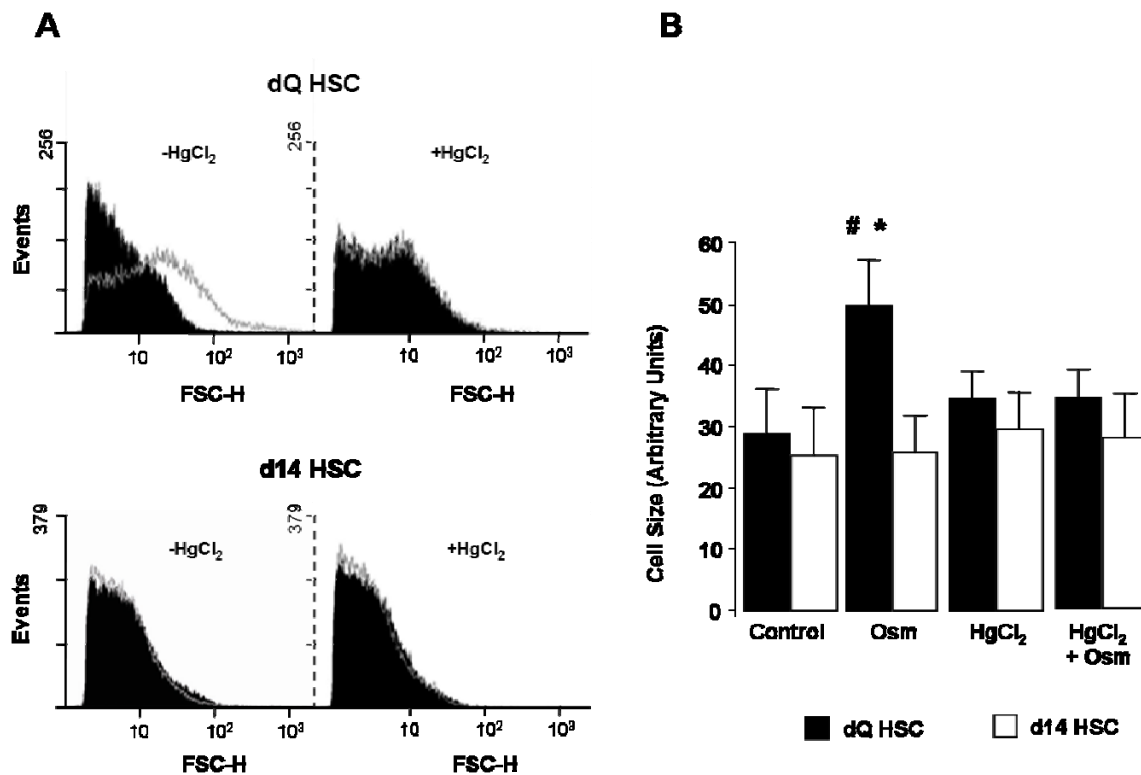 A
dQ HSC
256
-HgCl₂
256
+HgCl₂
Events
10 10² 10³
10 10² 10³
FSC-H
FSC-H
d14 HSC
379
-HgCl₂
379
+HgCl₂
Events
10 10² 10³
10 10² 10³
FSC-H
FSC-H
B
# *
60
50
40
30
20
10
0
Cell Size (Arbitrary Units)
Control
Osm
HgCl₂
HgCl₂
+ Osm
dQ HSC
d14 HSC